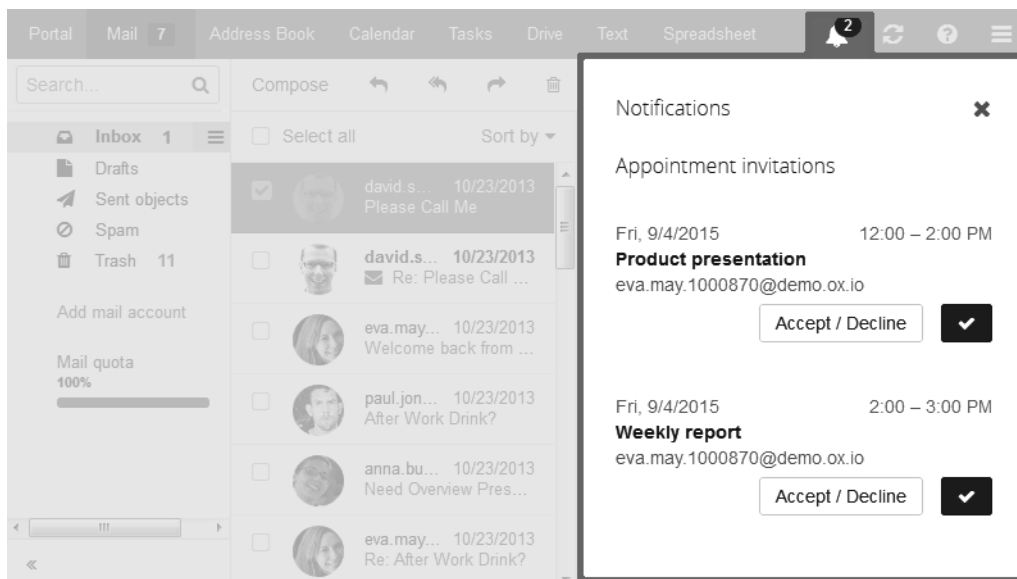 Portal Mail 7 Address Book Calendar Tasks Drive Text Spreadsheet 2
Search...
Inbox 1
Drafts
Sent objects
Spam
Trash 11
Add mail account
Mail quota
100%
Compose
Select all Sort by
david.s... 10/23/2013
Please Call Me
david.s... 10/23/2013
Re: Please Call ...
eva.may... 10/23/2013
Welcome back from ...
paul.jon... 10/23/2013
After Work Drink?
anna.bu... 10/23/2013
Need Overview Pres...
eva.may... 10/23/2013
Re: After Work Drink?
Notifications
Appointment invitations
Fri, 9/4/2015 12:00 – 2:00 PM
Product presentation
eva.may.1000870@demo.ox.io
Accept / Decline
Fri, 9/4/2015 2:00 – 3:00 PM
Weekly report
eva.may.1000870@demo.ox.io
Accept / Decline